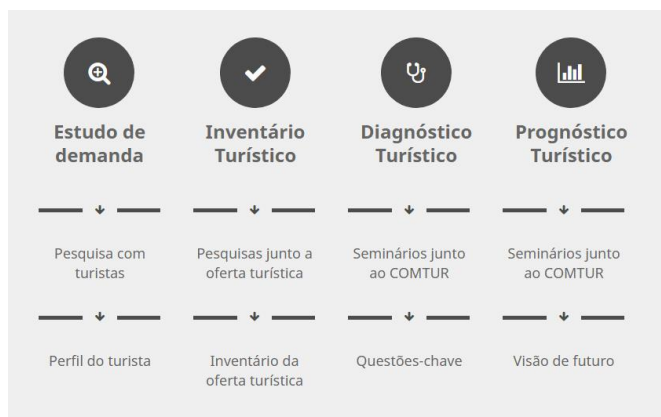 Estudo de
demanda
Inventário
Turístico
Diagnóstico
Turístico
Prognóstico
Turístico
Pesquisa com
turistas
Pesquisas junto a
oferta turística
Seminários junto
ao COMTUR
Seminários junto
ao COMTUR
Perfil do turista
Inventário da
oferta turística
Questões-chave
Visão de futuro